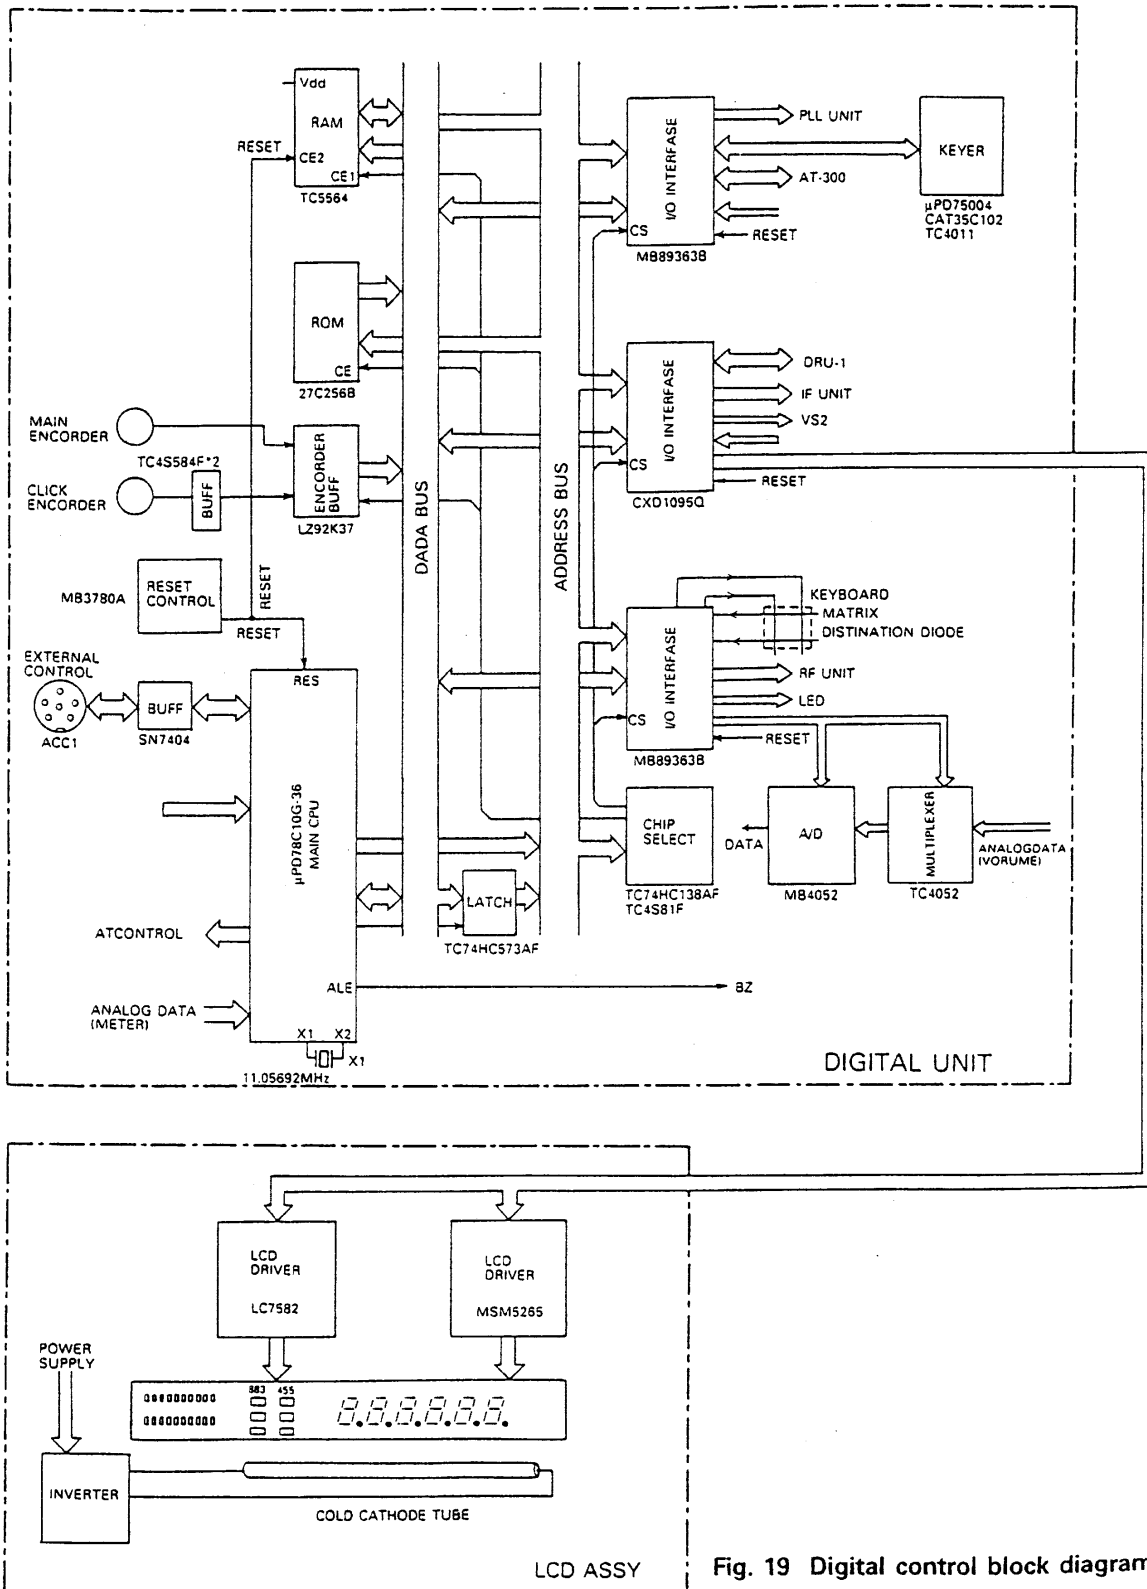 Vdd
RAM
RESET
CE2
CE1
TC5564
ROM
CE
27C256B
MAIN
ENCORDER
TC4S584F*2
CLICK
ENCORDER
BUFF
ENCORDER
BUFF
LZ92K37
MB3780A
RESET
CONTROL
RESET
RESET
EXTERNAL
CONTROL
ACC1
BUFF
SN7404
RES
µPD78C10G-36
MAIN CPU
ATCONTROL
ANALOG DATA
(METER)
ALE
X1 X2
X1
11.05692MHz
BZ
DADA BUS
ADDRESS BUS
LATCH
TC74HC573AF
I/O INTERFASE
CS
MB89363B
PLL UNIT
AT-300
RESET
KEYER
µPD75004
CAT35C102
TC4011
I/O INTERFASE
CS
CXD1095Q
DRU-1
IF UNIT
VS2
RESET
I/O INTERFASE
CS
MB89363B
KEYBOARD
MATRIX
DISTINATION DIODE
RF UNIT
LED
RESET
CHIP
SELECT
TC74HC138AF
TC4S81F
DATA
A/D
MB4052
MULTIPLEXER
TC4052
ANALOGDATA
(VORUME)
DIGITAL UNIT
LCD
DRIVER
LC7582
LCD
DRIVER
MSM5265
POWER
SUPPLY
883 455
8.8.8.8.8.8.
INVERTER
COLD CATHODE TUBE
LCD ASSY
Fig. 19 Digital control block diagram